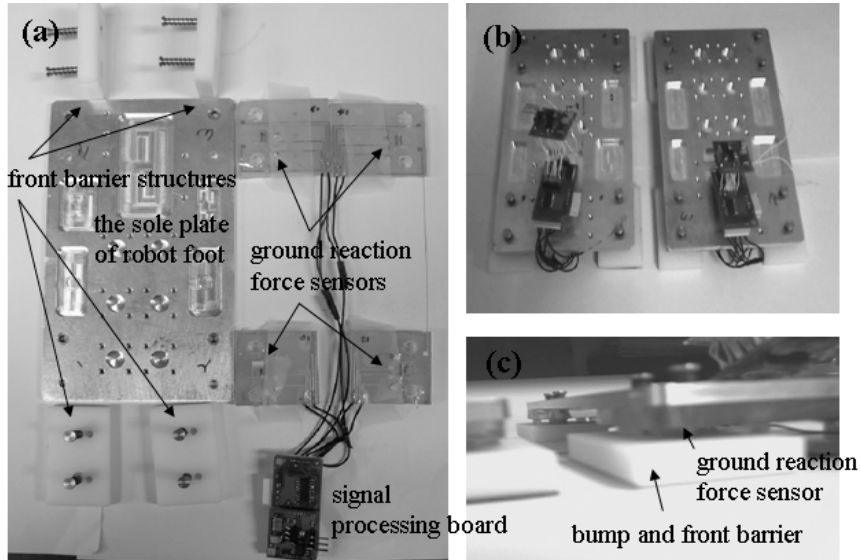 (a)
front barrier structures
the sole plate
of robot foot
ground reaction
force sensors
signal
processing board
(b)
(c)
ground reaction
force sensor
bump and front barrier